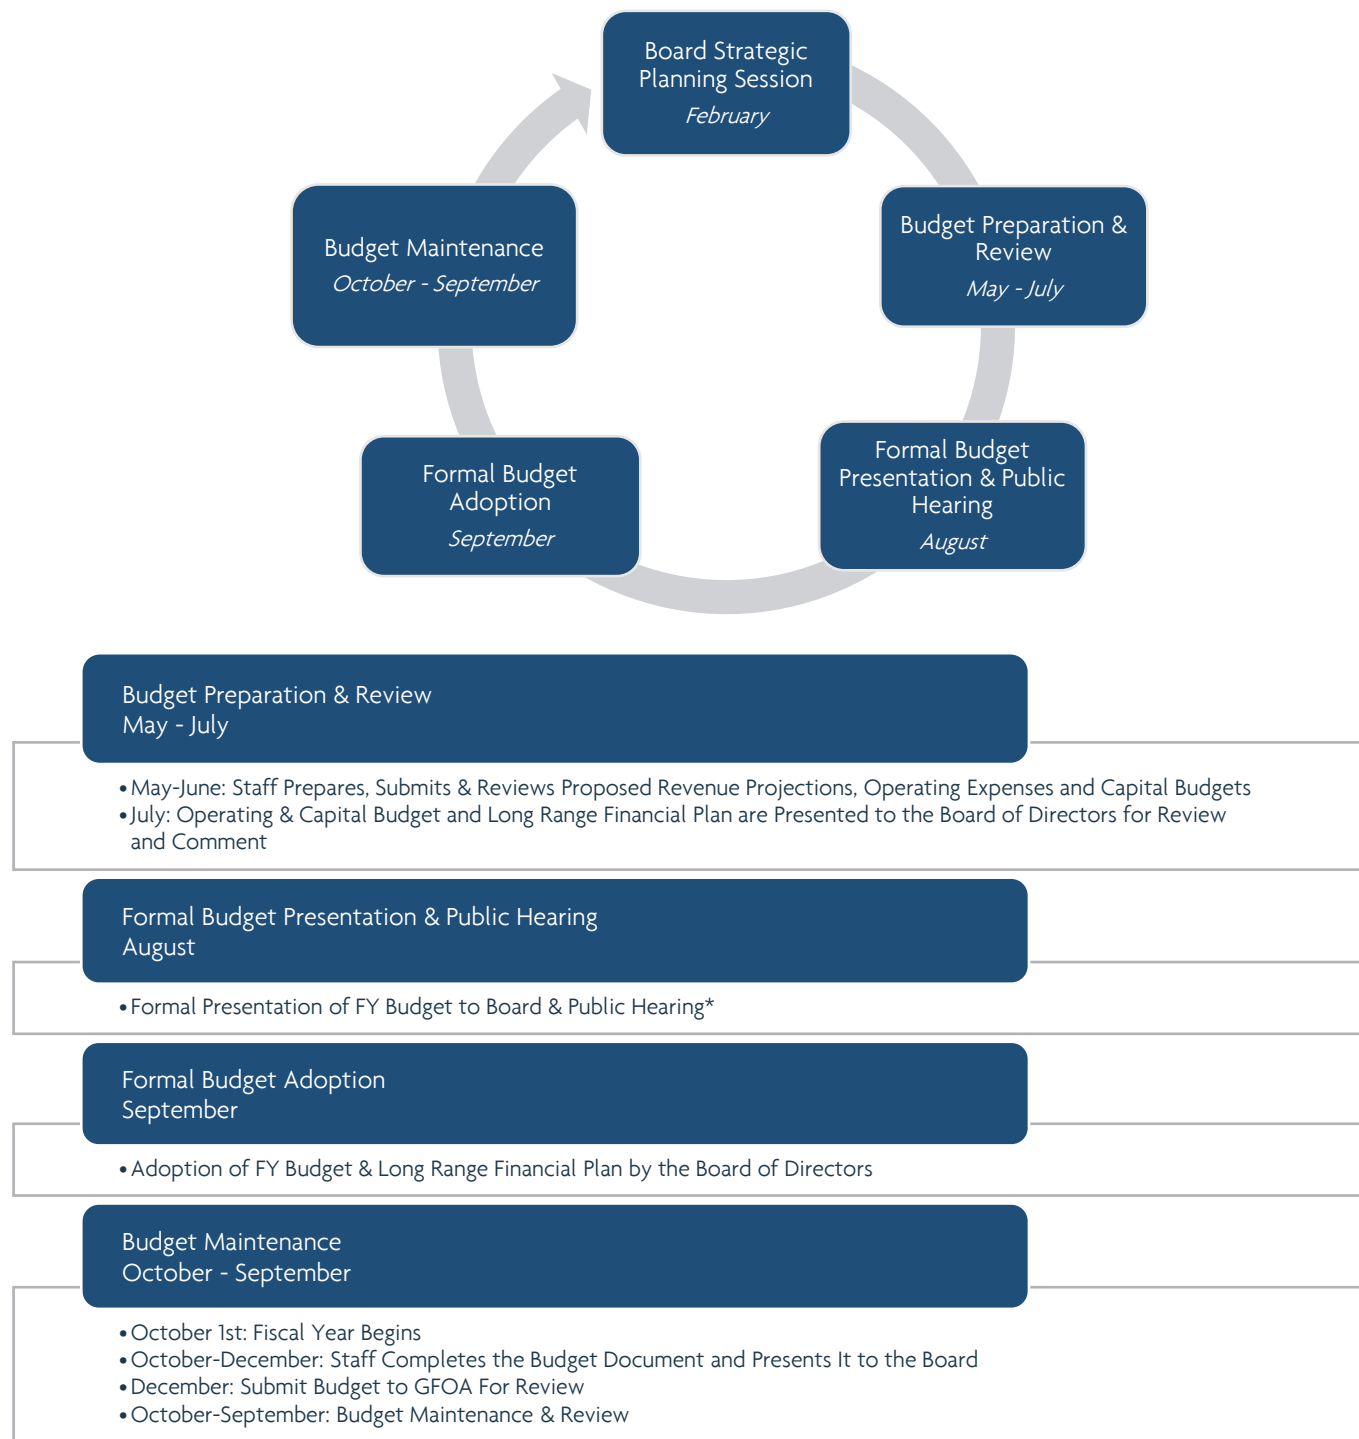 Board Strategic
Planning Session
February
Budget Preparation &
Review
May - July
Formal Budget
Presentation & Public
Hearing
August
Formal Budget
Adoption
September
Budget Maintenance
October - September
Budget Preparation & Review
May - July
• May-June: Staff Prepares, Submits & Reviews Proposed Revenue Projections, Operating Expenses and Capital Budgets
• July: Operating & Capital Budget and Long Range Financial Plan are Presented to the Board of Directors for Review
and Comment
Formal Budget Presentation & Public Hearing
August
• Formal Presentation of FY Budget to Board & Public Hearing*
Formal Budget Adoption
September
• Adoption of FY Budget & Long Range Financial Plan by the Board of Directors
Budget Maintenance
October - September
• October 1st: Fiscal Year Begins
• October-December: Staff Completes the Budget Document and Presents It to the Board
• December: Submit Budget to GFOA For Review
• October-September: Budget Maintenance & Review